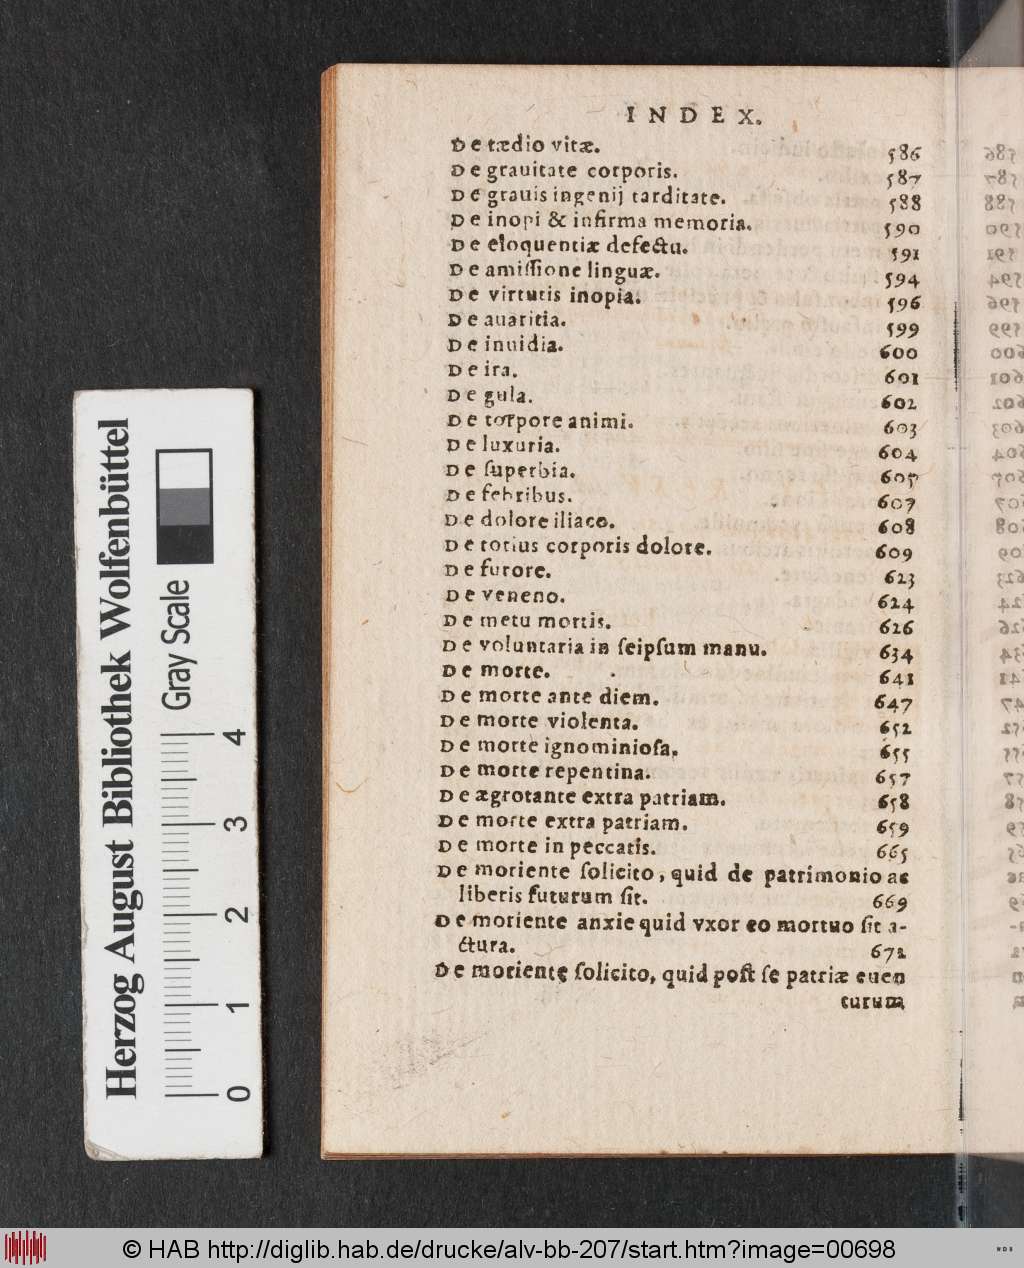 INDEX.
De tædio vitæ. 586
De grauitate corporis. 587
De grauis ingenij tarditate. 588
De inopi & infirma memoria. 590
De eloquentiæ defectu. 591
De amiſſione linguæ. 594
De virtutis inopia. 596
De auaritia. 599
De inuidia. 600
De ira. 601
De gula. 602
De torpore animi. 603
De luxuria. 604
De ſuperbia. 605
De febribus. 607
De dolore iliaco. 608
De totius corporis dolore. 609
De furore. 623
De veneno. 624
De metu mortis. 626
De voluntaria in ſeipſum manu. 634
De morte. 641
De morte ante diem. 647
De morte violenta. 652
De morte ignominioſa. 655
De morte repentina. 657
De ægrotante extra patriam. 658
De morte extra patriam. 659
De morte in peccatis. 665
De moriente ſolicito, quid de patrimonio ac
liberis futurum ſit. 669
De moriente anxie quid vxor eo mortuo ſit a-
ctura. 672
De moriente ſolicito, quid poſt ſe patriæ euen
turum
Herzog August Bibliothek Wolfenbüttel
Gray Scale
0 1 2 3 4
© HAB http://diglib.hab.de/drucke/alv-bb-207/start.htm?image=00698